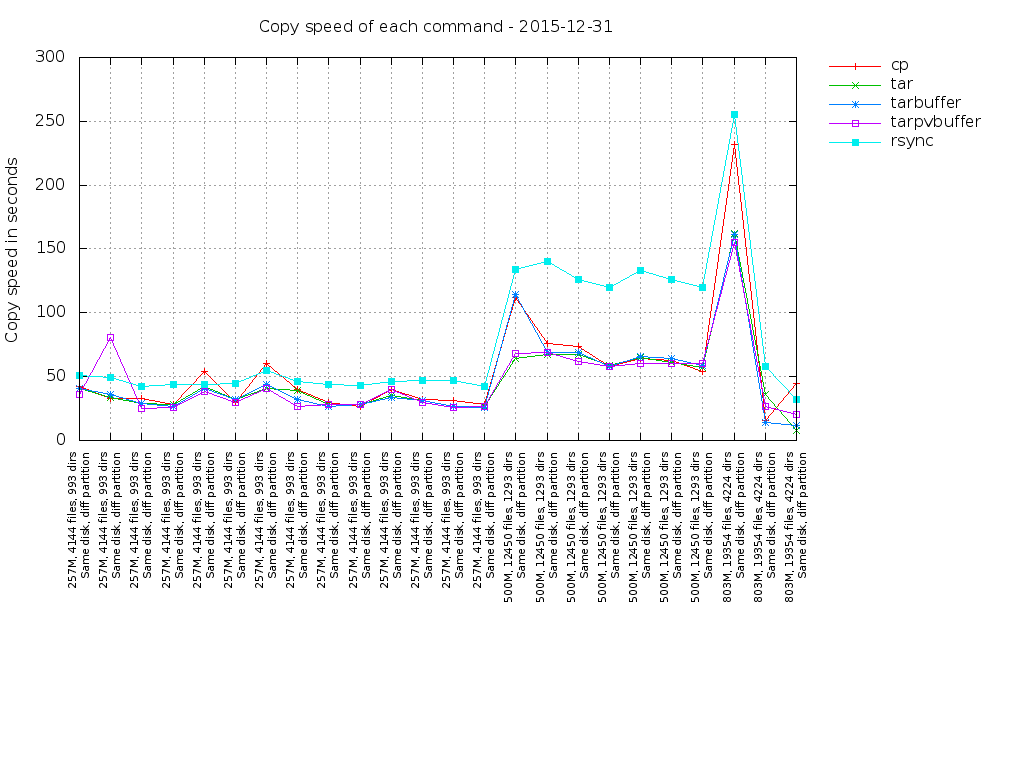 Copy speed of each command - 2015-12-31
300
250
200
150
100
50
0
Copy speed in seconds
cp
tar
tarbuffer
tarpvbuffer
rsync
257M, 4144 files, 993 dirs
Same disk, diff partition
257M, 4144 files, 993 dirs
Same disk, diff partition
257M, 4144 files, 993 dirs
Same disk, diff partition
257M, 4144 files, 993 dirs
Same disk, diff partition
257M, 4144 files, 993 dirs
Same disk, diff partition
257M, 4144 files, 993 dirs
Same disk, diff partition
257M, 4144 files, 993 dirs
Same disk, diff partition
257M, 4144 files, 993 dirs
Same disk, diff partition
257M, 4144 files, 993 dirs
Same disk, diff partition
257M, 4144 files, 993 dirs
Same disk, diff partition
257M, 4144 files, 993 dirs
Same disk, diff partition
257M, 4144 files, 993 dirs
Same disk, diff partition
257M, 4144 files, 993 dirs
Same disk, diff partition
257M, 4144 files, 993 dirs
Same disk, diff partition
500M, 12450 files, 1293 dirs
Same disk, diff partition
500M, 12450 files, 1293 dirs
Same disk, diff partition
500M, 12450 files, 1293 dirs
Same disk, diff partition
500M, 12450 files, 1293 dirs
Same disk, diff partition
500M, 12450 files, 1293 dirs
Same disk, diff partition
500M, 12450 files, 1293 dirs
Same disk, diff partition
500M, 12450 files, 1293 dirs
Same disk, diff partition
803M, 19354 files, 4224 dirs
Same disk, diff partition
803M, 19354 files, 4224 dirs
Same disk, diff partition
803M, 19354 files, 4224 dirs
Same disk, diff partition